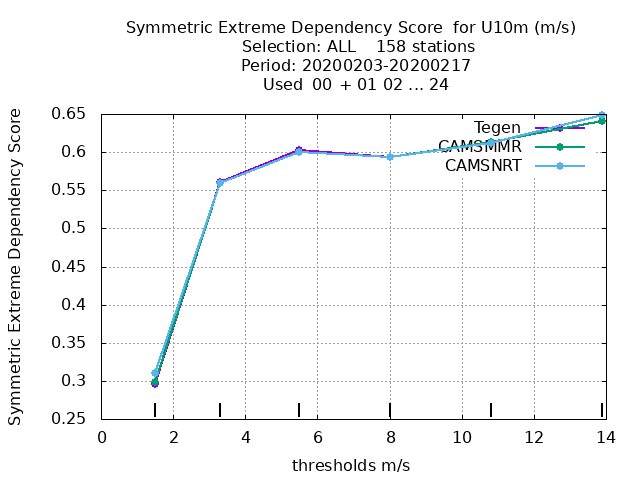 Symmetric Extreme Dependency Score for U10m (m/s)
Selection: ALL 158 stations
Period: 20200203-20200217
Used 00 + 01 02 ... 24
Symmetric Extreme Dependency Score
0.65
0.6
0.55
0.5
0.45
0.4
0.35
0.3
0.25
Tegen
CAMSMMR
CAMSNRT
0 2 4 6 8 10 12 14
thresholds m/s